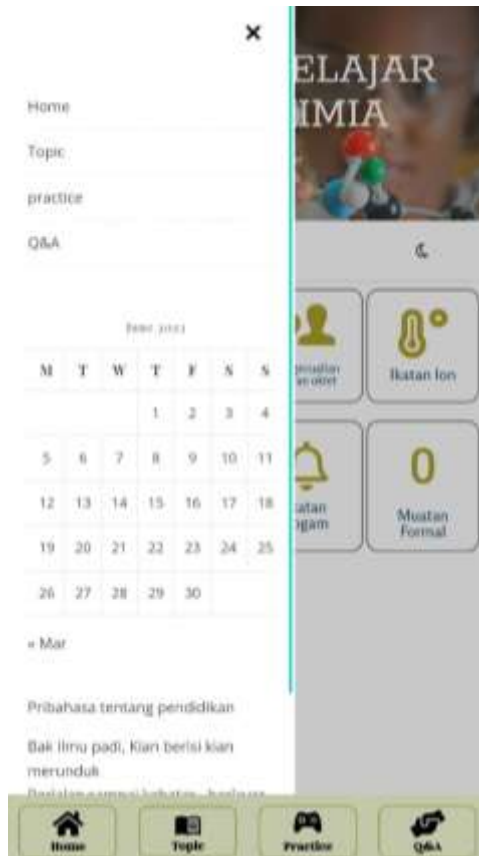 Home
Topic
practice
Q&A
M T W T F S S
1 2 3 4
5 6 7 8 9 10 11
12 13 14 15 16 17 18
19 20 21 22 23 24 25
26 27 28 29 30
« Mar
Pribahasa tentang pendidikan
Bak ilmu padi, Kian berisi kian
merunduk
ELAJAR
IMIA
Ikatan Ion
atan
ogam
0
Muatan
Formal
Home Topic Practice Q&A